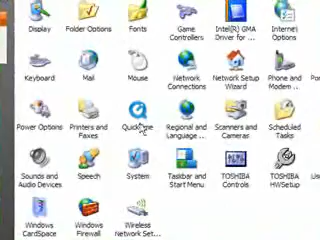 Display
Folder Options
Fonts
Game
Controllers
Intel(R) GMA
Driver for ...
Internet
Options
Keyboard
Mail
Mouse
Network
Connections
Network Setup
Wizard
Phone and
Modem ...
Power Options
Printers and
Faxes
Regional and
Language ...
Scanners and
Cameras
Scheduled
Tasks
Sounds and
Audio Devices
Speech
System
Taskbar and
Start Menu
TOSHIBA
Controls
TOSHIBA
HWSetup
Windows
CardSpace
Windows
Firewall
Wireless
Network Set...